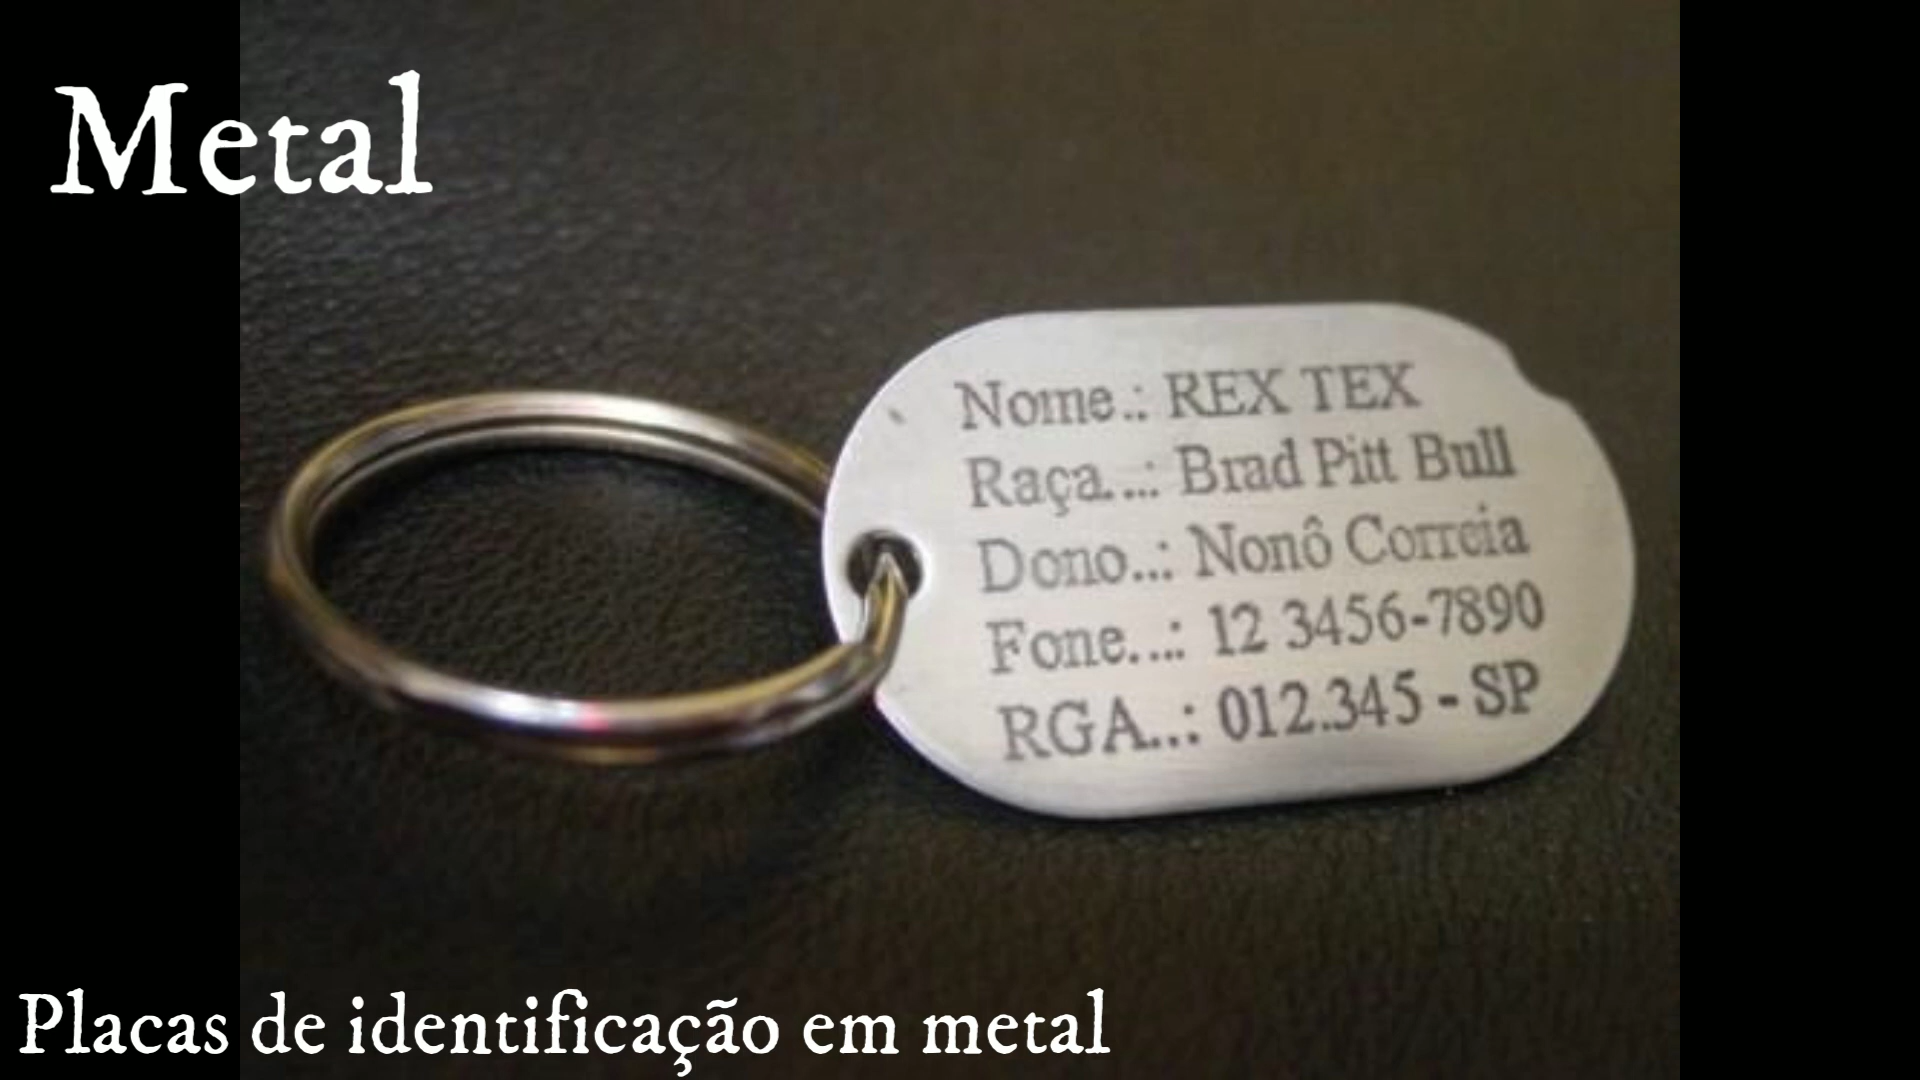 Metal
Nome.: REX TEX
Raça...: Brad Pitt Bull
Dono..: Nonô Correia
Fone...: 12 3456-7890
RGA..: 012.345 - SP
Placas de identificação em metal